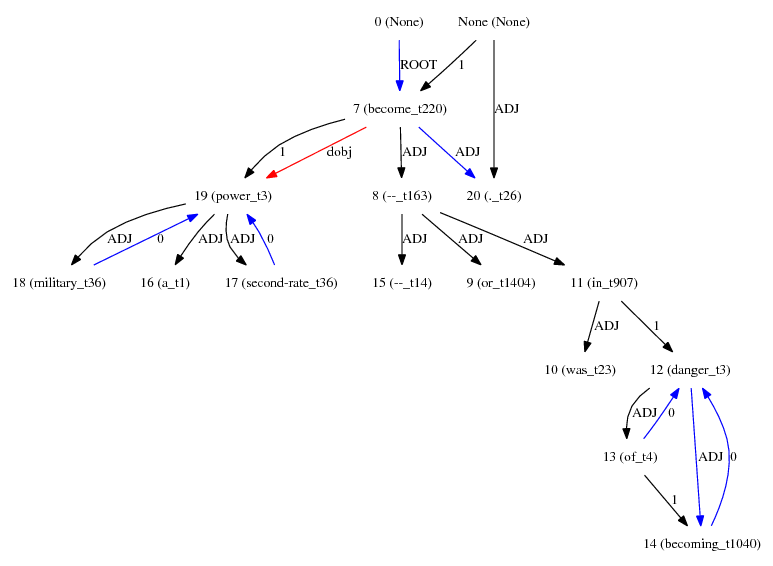 0 (None) None (None)
ROOT 1
7 (become_t220) ADJ
1 dobj ADJ ADJ
19 (power_t3) 8 (--_t163) 20 (._t26)
ADJ 0 ADJ ADJ 0 ADJ ADJ ADJ
18 (military_t36) 16 (a_t1) 17 (second-rate_t36) 15 (--_t14) 9 (or_t1404) 11 (in_t907)
ADJ 1
10 (was_t23) 12 (danger_t3)
ADJ 0
13 (of_t4) ADJ 0
1
14 (becoming_t1040)